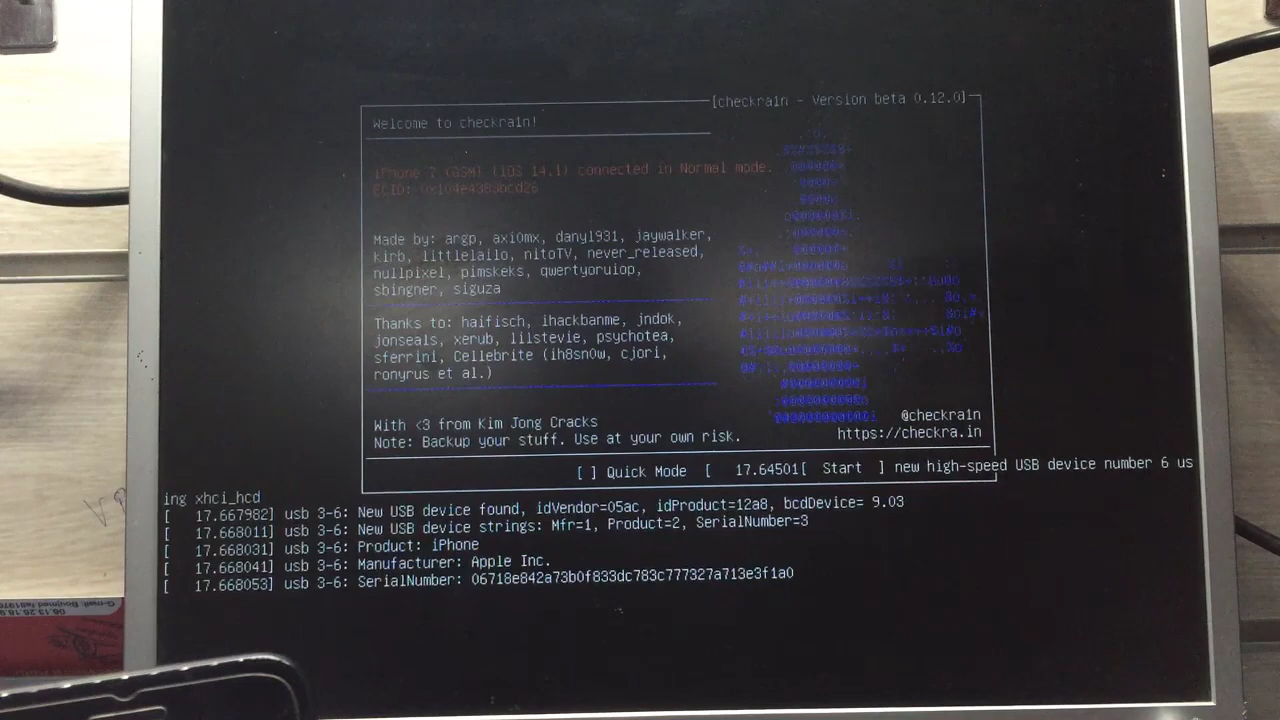 [checkra1n - Version beta 0.12.0]
Welcome to checkra1n!
iPhone 7 (GSM) (iOS 14.1) connected in Normal mode.
Made by: argp, axi0mx, danyl931, jaywalker,
kirb, littlelailo, nitoTV, never_released,
nullpixel, pimskeks, qwertyoruiop,
sbingner, siguza
Thanks to: haifisch, ihackbanme, jndok,
jonseals, xerub, lilstevie, psychotea,
sferrini, Cellebrite (ih8sn0w, cjori,
ronyrus et al.)
With <3 from Kim Jong Cracks
Note: Backup your stuff. Use at your own risk.
@checkra1n
https://checkra.in
[ ] Quick Mode [ 17.64501[ Start ] new high-speed USB device number 6 us
ing xhci_hcd
[ 17.667982] usb 3-6: New USB device found, idVendor=05ac, idProduct=12a8, bcdDevice= 9.03
[ 17.668011] usb 3-6: New USB device strings: Mfr=1, Product=2, SerialNumber=3
[ 17.668031] usb 3-6: Product: iPhone
[ 17.668041] usb 3-6: Manufacturer: Apple Inc.
[ 17.668053] usb 3-6: SerialNumber: 06718e842a73b0f833dc783c777327a713e3f1a0